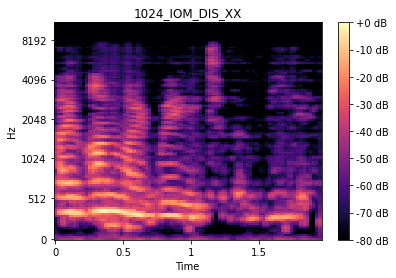 1024_IOM_DIS_XX
+0 dB
8192
-10 dB
4096
-20 dB
-30 dB
2048
-40 dB
Hz
1024
-50 dB
512
-60 dB
-70 dB
0
-80 dB
0
0.5
1
1.5
Time